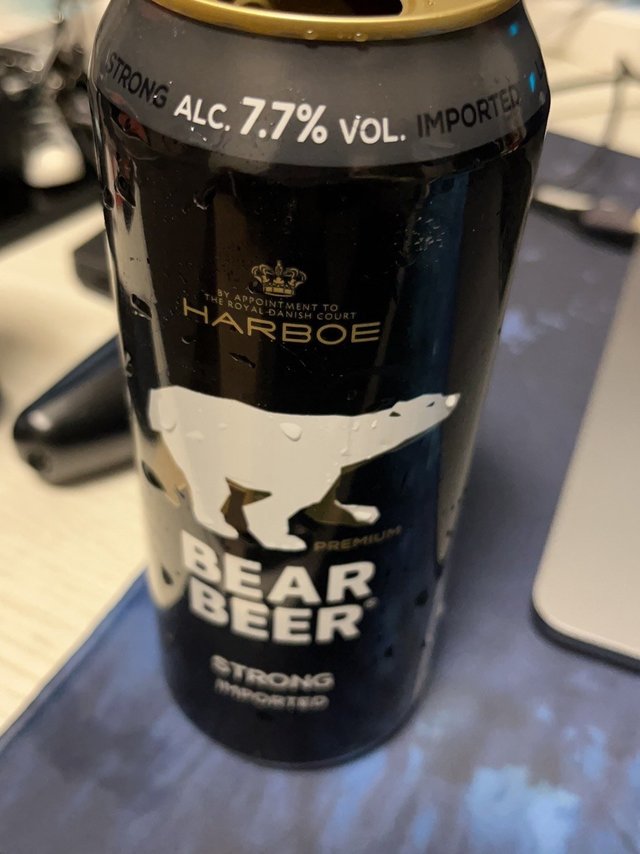 STRONG ALC. 7.7% VOL. IMPORTED
BY APPOINTMENT TO
THE ROYAL DANISH COURT
HARBOE
PREMIUM
BEAR
BEER®
STRONG
IMPORTED